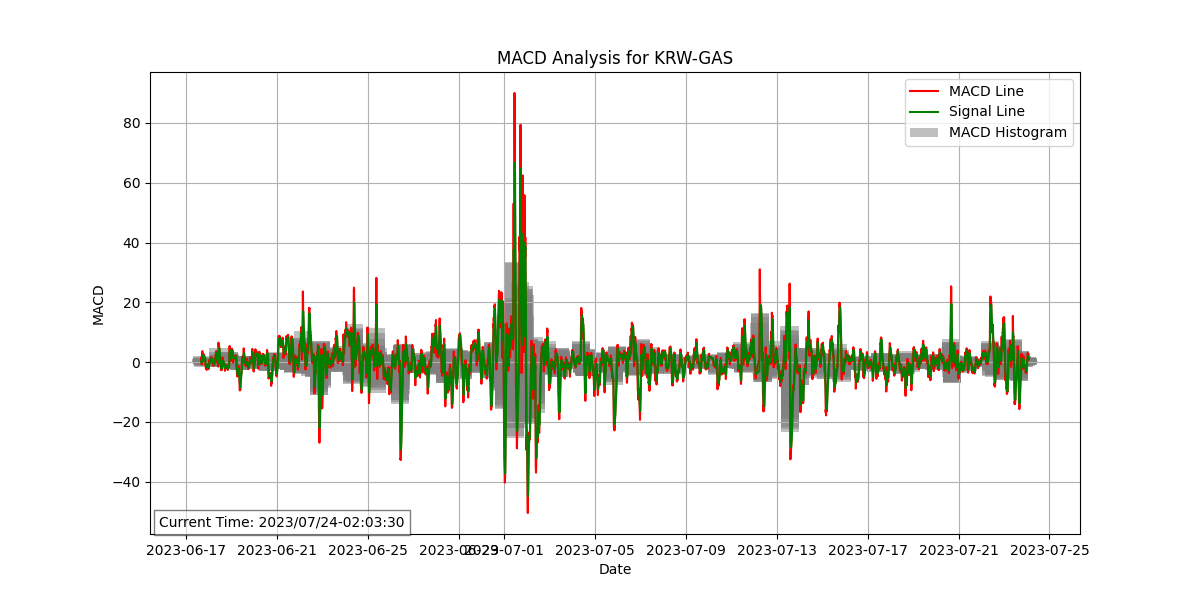 MACD Analysis for KRW-GAS
MACD Line
Signal Line
MACD Histogram
MACD
80
60
40
20
0
−20
−40
Current Time: 2023/07/24-02:03:30
2023-06-17 2023-06-21 2023-06-25 2023-06-29 2023-07-01 2023-07-05 2023-07-09 2023-07-13 2023-07-17 2023-07-21 2023-07-25
Date